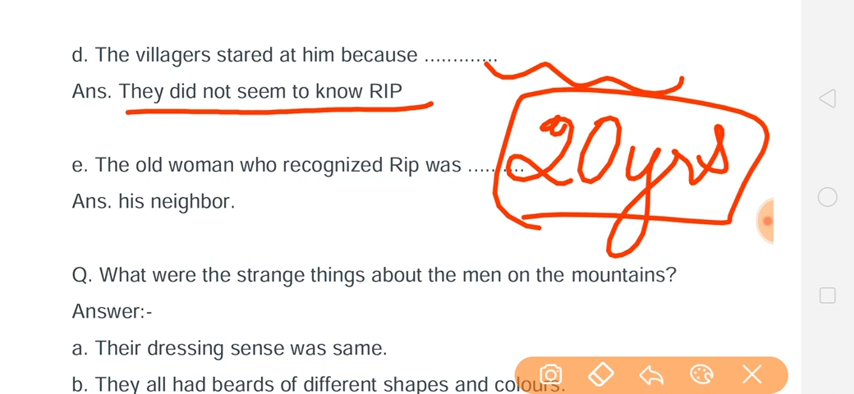 d. The villagers stared at him because .............
Ans. They did not seem to know RIP
20yrs
e. The old woman who recognized Rip was ..........
Ans. his neighbor.
Q. What were the strange things about the men on the mountains?
Answer:-
a. Their dressing sense was same.
b. They all had beards of different shapes and colours.